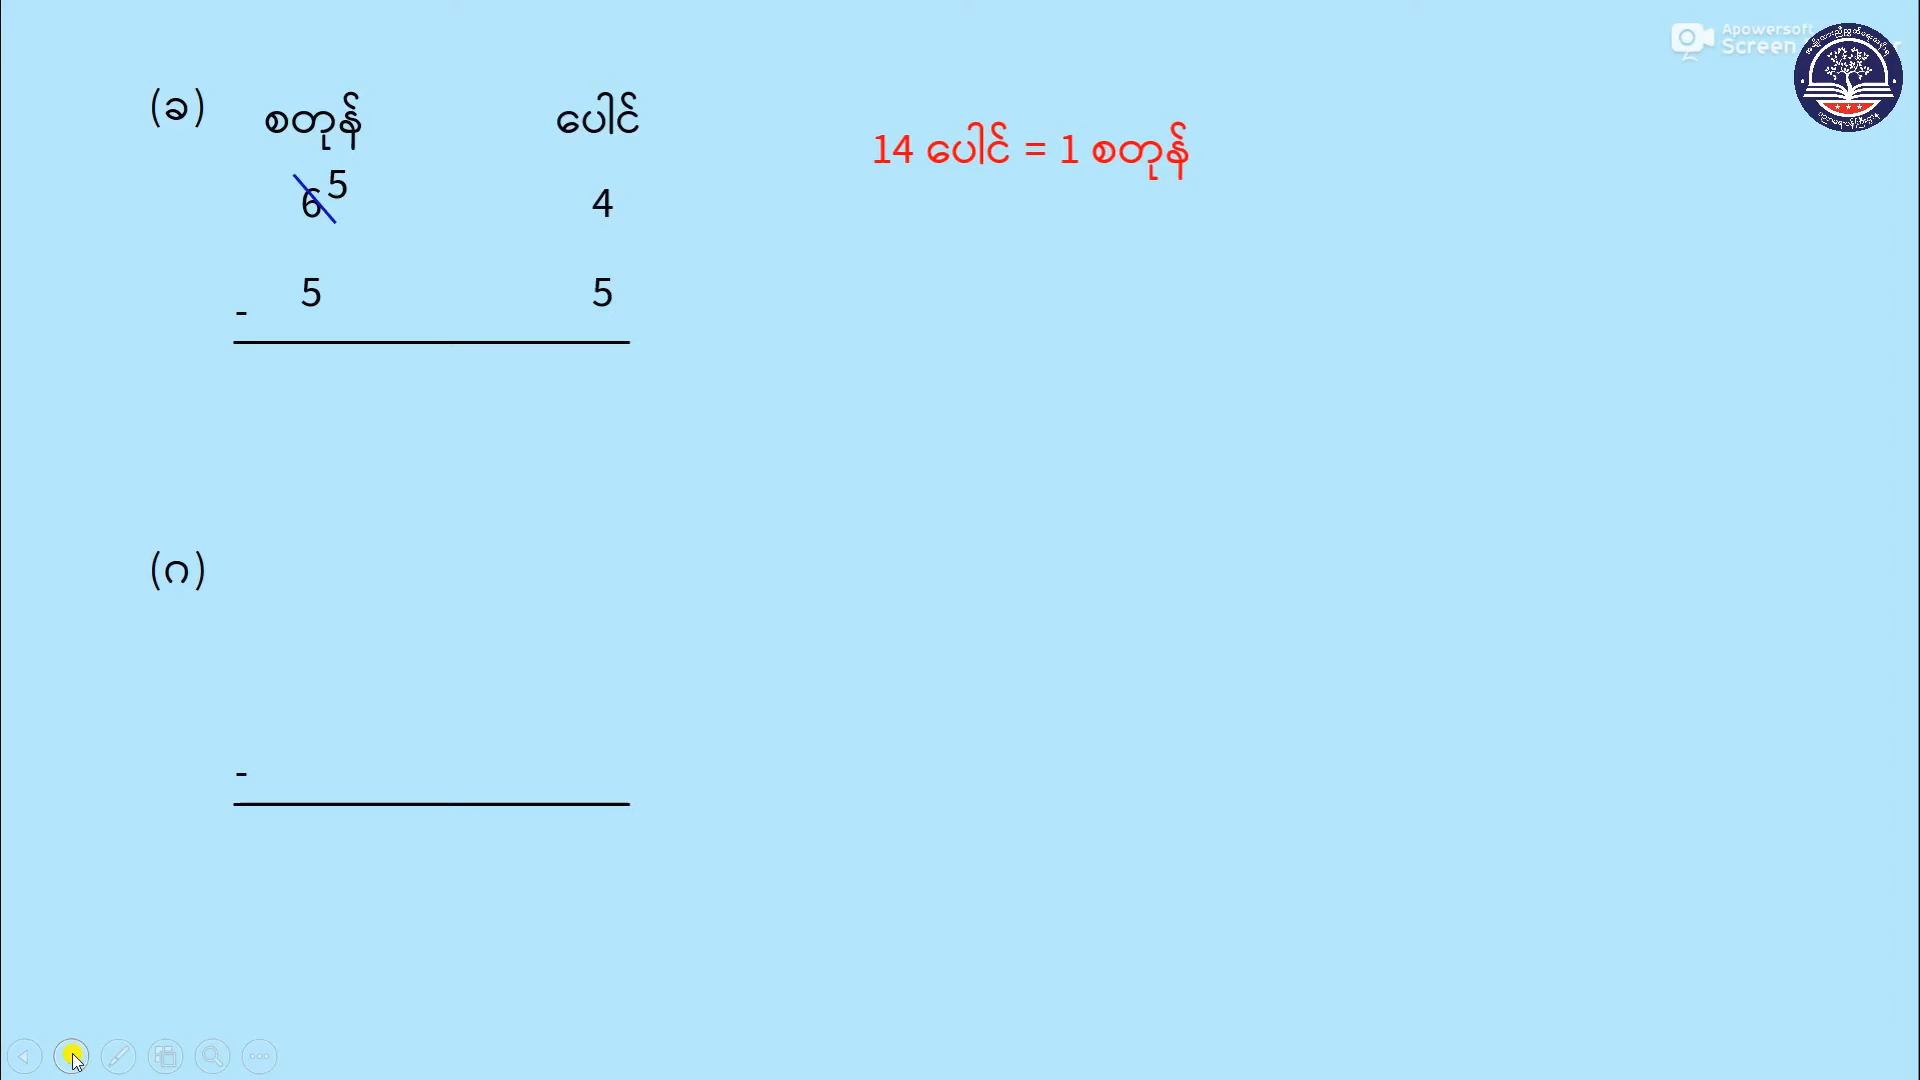 (ခ) စတုန် ပေါင် 14 ပေါင် = 1 စတုန်
6 5 4
- 5 5
(ဂ)
-
Apowersoft
Screen